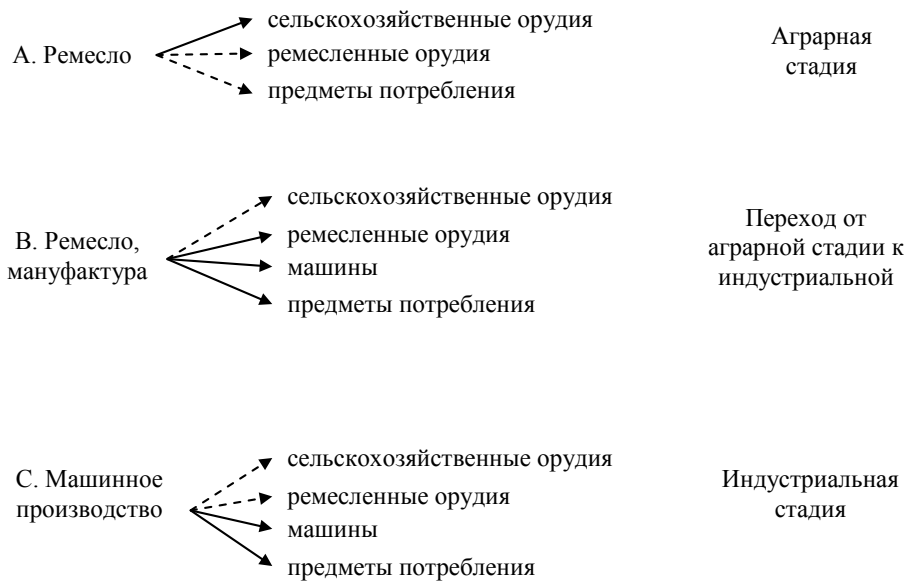 сельскохозяйственные орудия
А. Ремесло
ремесленные орудия
предметы потребления
Аграрная
стадия
сельскохозяйственные орудия
В. Ремесло,
мануфактура
ремесленные орудия
машины
предметы потребления
Переход от
аграрной стадии к
индустриальной
сельскохозяйственные орудия
С. Машинное
производство
ремесленные орудия
машины
предметы потребления
Индустриальная
стадия